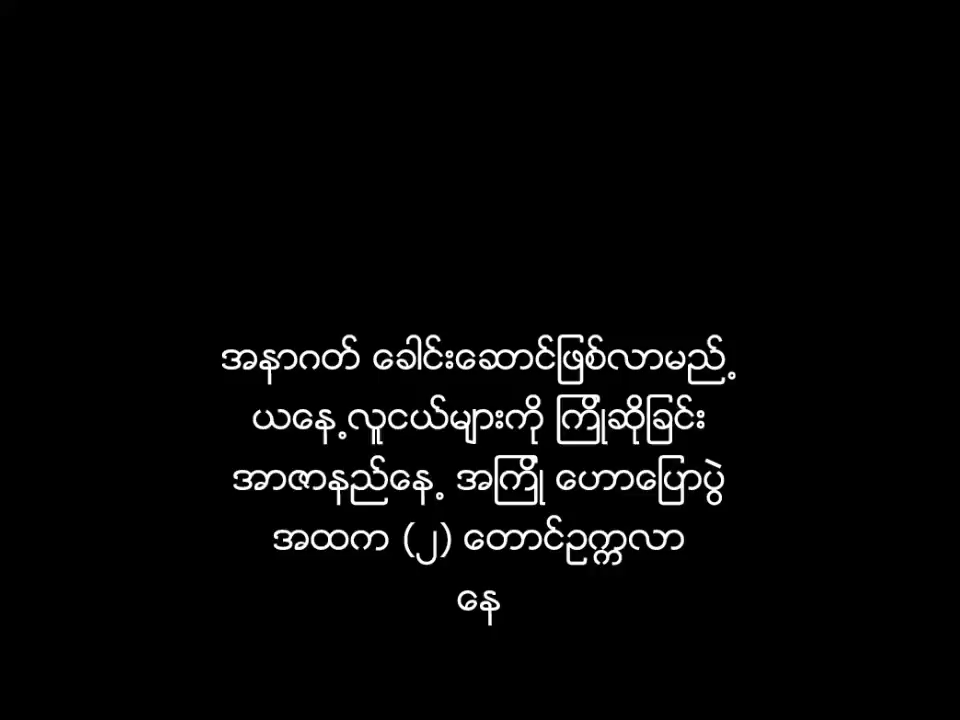 အနာဂတ် ခေါင်းဆောင်ဖြစ်လာမည့်
ယနေ့လူငယ်များကို ကြိုဆိုခြင်း
အာဇာနည်နေ့ အကြို ဟောပြောပွဲ
အထက (၂) တောင်ဥက္ကလာ
နေ